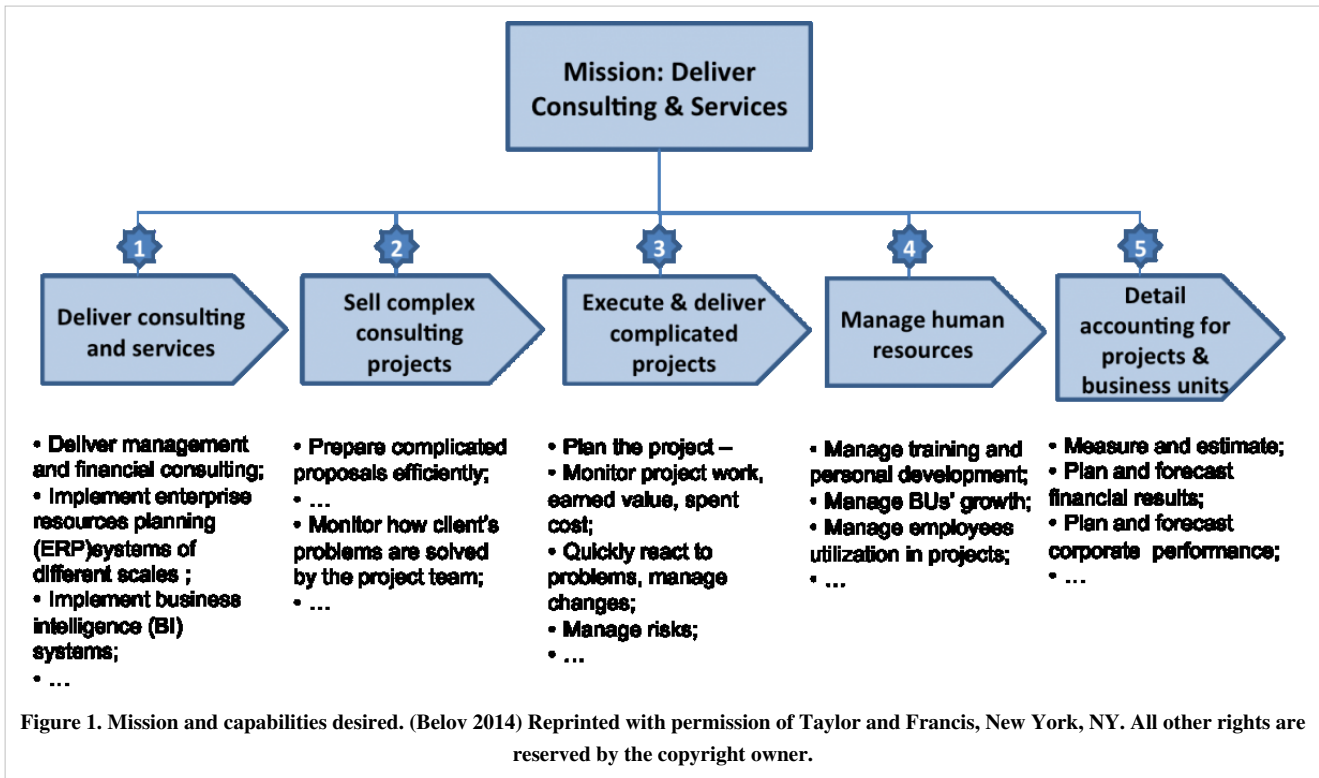 Mission: Deliver
Consulting & Services
1
2
3
4
5
Deliver consulting
and services
Sell complex
consulting
projects
Execute & deliver
complicated
projects
Manage human
resources
Detail
accounting for
projects &
business units
• Deliver management
and financial consulting;
• Implement enterprise
resources planning
(ERP)systems of
different scales ;
• Implement business
intelligence (BI)
systems;
• ...
• Prepare complicated
proposals efficiently;
• ...
• Monitor how client's
problems are solved
by the project team;
• ...
• Plan the project –
• Monitor project work,
earned value, spent
cost;
• Quickly react to
problems, manage
changes;
• Manage risks;
• ...
• Manage training and
personal development;
• Manage BUs' growth;
• Manage employees
utilization in projects;
• ...
• Measure and estimate;
• Plan and forecast
financial results;
• Plan and forecast
corporate performance;
• ...
Figure 1. Mission and capabilities desired. (Belov 2014) Reprinted with permission of Taylor and Francis, New York, NY. All other rights are
reserved by the copyright owner.